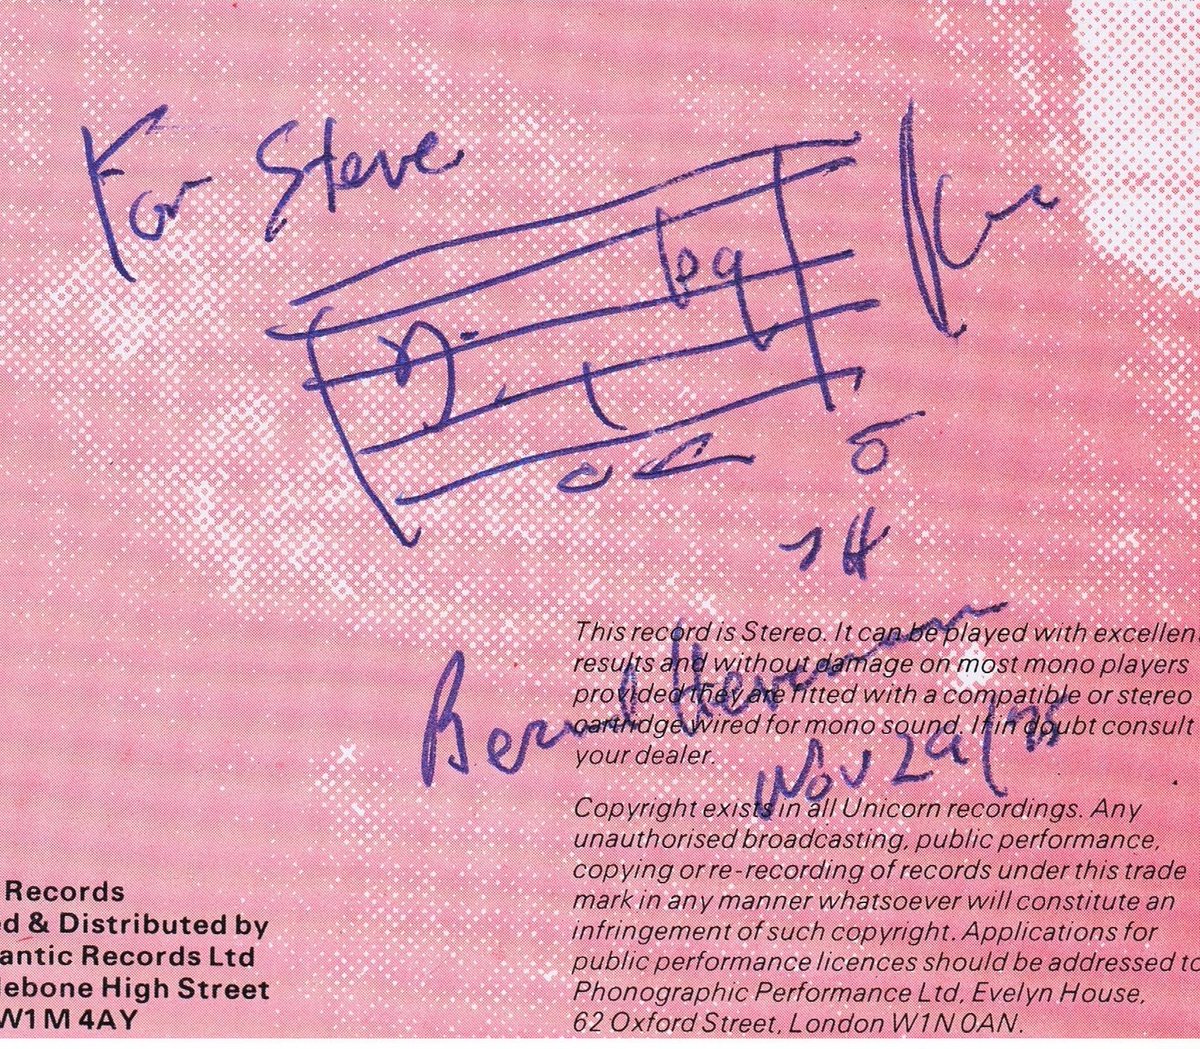 For Steve
Bernard Herrmann
Nov 29/75
This record is Stereo. It can be played with excellen
results and without damage on most mono players
provided they are fitted with a compatible or stereo
cartridge wired for mono sound. If in doubt consult
your dealer.
Copyright exists in all Unicorn recordings. Any
unauthorised broadcasting, public performance,
copying or re-recording of records under this trade
mark in any manner whatsoever will constitute an
infringement of such copyright. Applications for
public performance licences should be addressed to
Phonographic Performance Ltd, Evelyn House,
62 Oxford Street, London W1N 0AN.
Records
ed & Distributed by
antic Records Ltd
lebone High Street
W1M 4AY